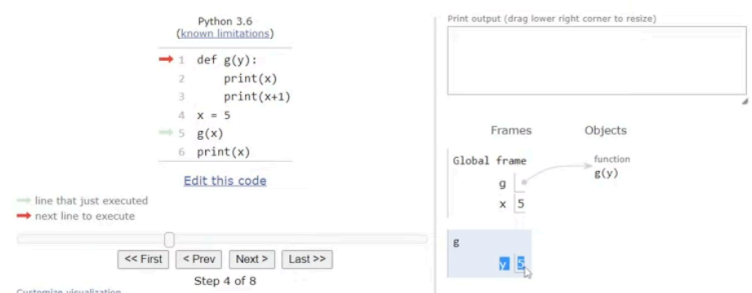 Python 3.6
(known limitations)
1 def g(y):
2 print(x)
3 print(x+1)
4 x = 5
5 g(x)
6 print(x)
Edit this code
line that just executed
next line to execute
<< First < Prev Next > Last >>
Step 4 of 8
Customize visualization
Print output (drag lower right corner to resize)
Frames Objects
Global frame
g
x 5
function
g(y)
g
y 5